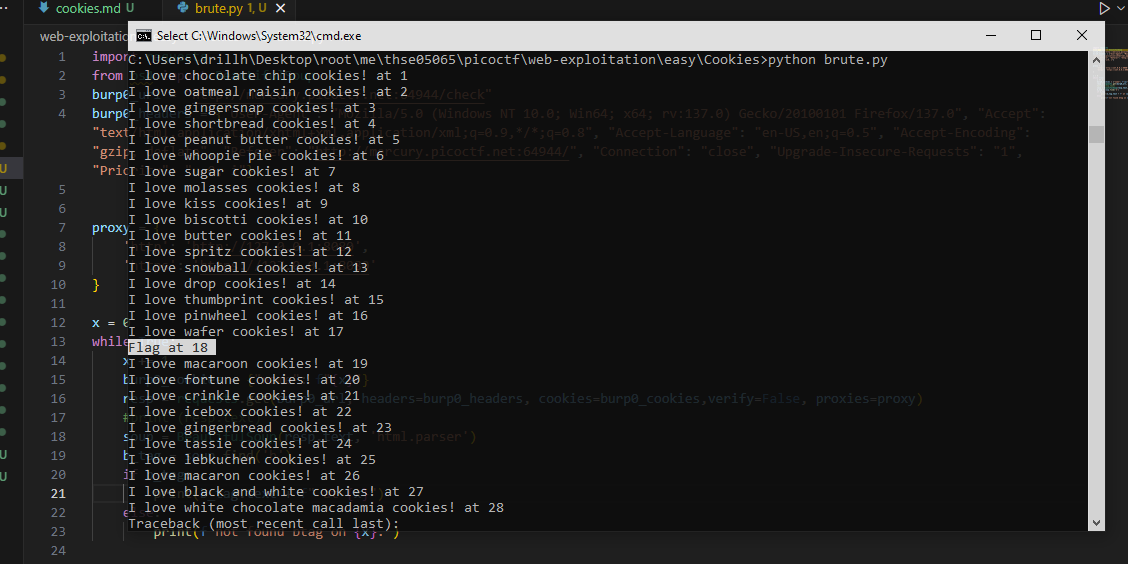 cookies.md U
brute.py 1, U
web-exploitation
Select C:\Windows\System32\cmd.exe
C:\Users\drillh\Desktop\root\me\thse05065\picoctf\web-exploitation\easy\Cookies>python brute.py
I love chocolate chip cookies! at 1
I love oatmeal raisin cookies! at 2
I love gingersnap cookies! at 3
I love shortbread cookies! at 4
I love peanut butter cookies! at 5
I love whoopie pie cookies! at 6
I love sugar cookies! at 7
I love molasses cookies! at 8
I love kiss cookies! at 9
I love biscotti cookies! at 10
I love butter cookies! at 11
I love spritz cookies! at 12
I love snowball cookies! at 13
I love drop cookies! at 14
I love thumbprint cookies! at 15
I love pinwheel cookies! at 16
I love wafer cookies! at 17
Flag at 18
I love macaroon cookies! at 19
I love fortune cookies! at 20
I love crinkle cookies! at 21
I love icebox cookies! at 22
I love gingerbread cookies! at 23
I love tassie cookies! at 24
I love lebkuchen cookies! at 25
I love macaron cookies! at 26
I love black and white cookies! at 27
I love white chocolate macadamia cookies! at 28
Traceback (most recent call last):
1 impor
2 from
3 burp0 :64944/check"
4 burp0 /5.0 (Windows NT 10.0; Win64; x64; rv:137.0) Gecko/20100101 Firefox/137.0", "Accept":
"text application/xml;q=0.9,*/*;q=0.8", "Accept-Language": "en-US,en;q=0.5", "Accept-Encoding":
"gzip mercury.picoctf.net:64944/", "Connection": "close", "Upgrade-Insecure-Requests": "1",
"Pric
5
6
7 proxy
8
9
10 }
11
12 x = 0
13 while
14
15
16 headers=burp0_headers, cookies=burp0_cookies,verify=False, proxies=proxy)
17
18 'html.parser')
19
20
21
22
23 print(f"not found btag on {x}.")
24